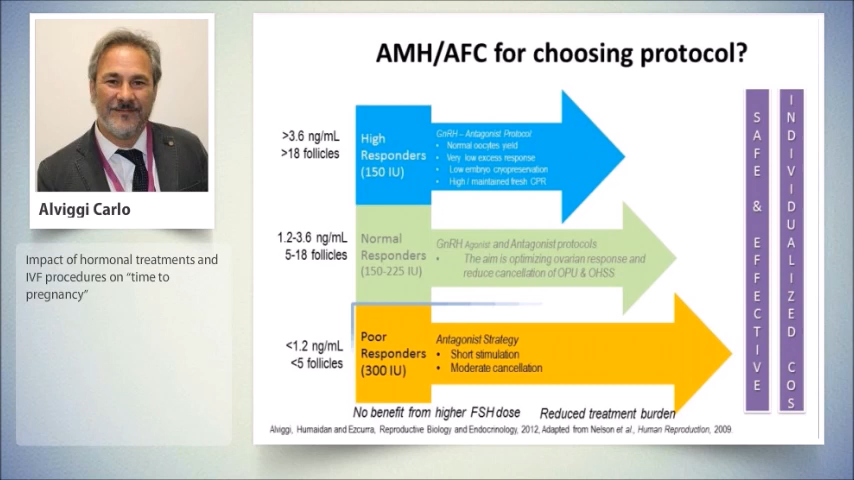 Alviggi Carlo
Impact of hormonal treatments and
IVF procedures on “time to
pregnancy”
AMH/AFC for choosing protocol?
>3.6 ng/mL
>18 follicles
High
Responders
(150 IU)
GnRH – Antagonist Protocol
• Normal oocytes yield
• Very low excess response
• Low embryo cryopreservation
• High / maintained fresh CPR
1.2-3.6 ng/mL
5-18 follicles
Normal
Responders
(150-225 IU)
GnRH Agonist and Antagonist protocols
• The aim is optimizing ovarian response and
reduce cancellation of OPU & OHSS
<1.2 ng/mL
<5 follicles
Poor
Responders
(300 IU)
Antagonist Strategy
• Short stimulation
• Moderate cancellation
No benefit from higher FSH dose
Reduced treatment burden
SAFE & EFFECTIVE
INDIVIDUALIZED COS
Alviggi, Humaidan and Ezcurra, Reproductive Biology and Endocrinology, 2012, Adapted from Nelson et al., Human Reproduction, 2009